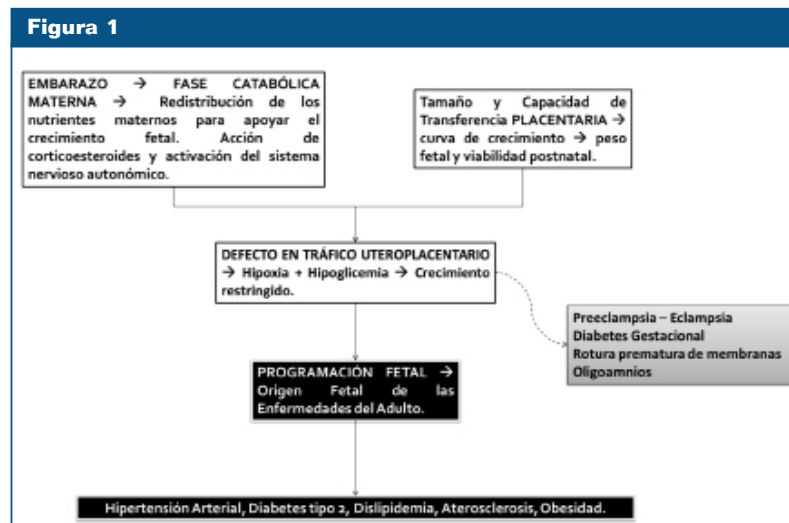 Figura 1
EMBARAZO → FASE CATABÓLICA
MATERNA → Redistribución de los
nutrientes maternos para apoyar el
crecimiento fetal. Acción de
corticoesteroides y activación del sistema
nervioso autonómico.
Tamaño y Capacidad de
Transferencia PLACENTARIA →
curva de crecimiento → peso
fetal y viabilidad postnatal.
DEFECTO EN TRÁFICO UTEROPLACENTARIO
→ Hipoxia + Hipoglicemia → Crecimiento
restringido.
Preeclampsia – Eclampsia
Diabetes Gestacional
Rotura prematura de membranas
Oligoamnios
PROGRAMACIÓN FETAL →
Origen Fetal de las
Enfermedades del Adulto.
Hipertensión Arterial, Diabetes tipo 2, Dislipidemia, Aterosclerosis, Obesidad.